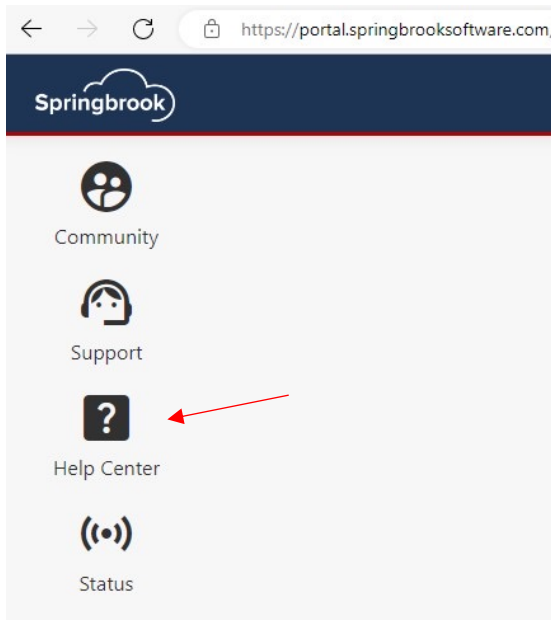 https://portal.springbrooksoftware.com
Springbrook
Community
Support
?
Help Center
Status